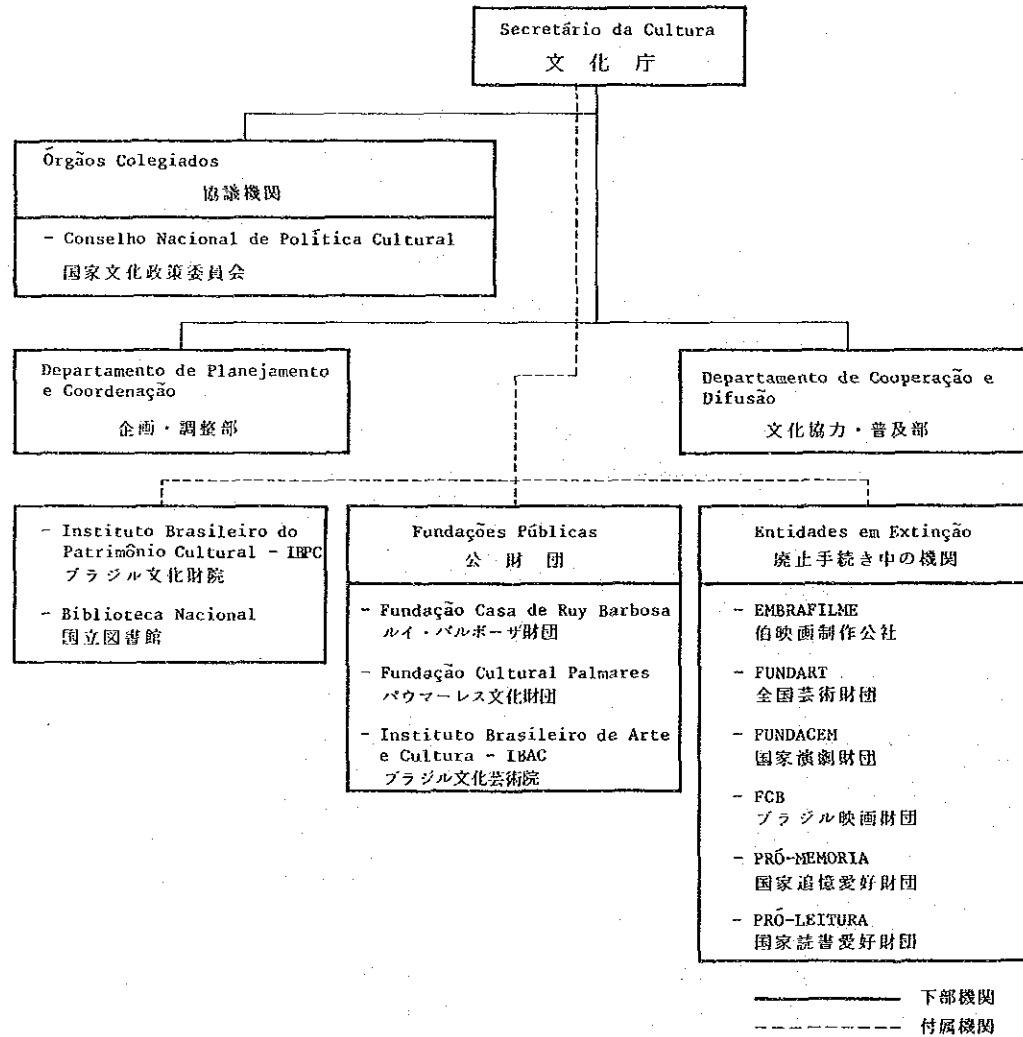 Secretário da Cultura
文化庁
Órgãos Colegiados
協議機関
- Conselho Nacional de Política Cultural
国家文化政策委員会
Departamento de Planejamento
e Coordenação
企画・調整部
Departamento de Cooperação e
Difusão
文化協力・普及部
- Instituto Brasileiro do
Patrimônio Cultural - IBPC
ブラジル文化財院
- Biblioteca Nacional
国立図書館
Fundações Públicas
公財団
- Fundação Casa de Ruy Barbosa
ルイ・バルボーザ財団
- Fundação Cultural Palmares
パウマーレス文化財団
- Instituto Brasileiro de Arte
e Cultura - IBAC
ブラジル文化芸術院
Entidades em Extinção
廃止手続き中の機関
- EMBRAFILME
伯映画制作公社
- FUNDART
全国芸術財団
- FUNDACEM
国家演劇財団
- FCB
ブラジル映画財団
- PRÓ-MEMORIA
国家追憶愛好財団
- PRÓ-LEITURA
国家読書愛好財団
下部機関
付属機関